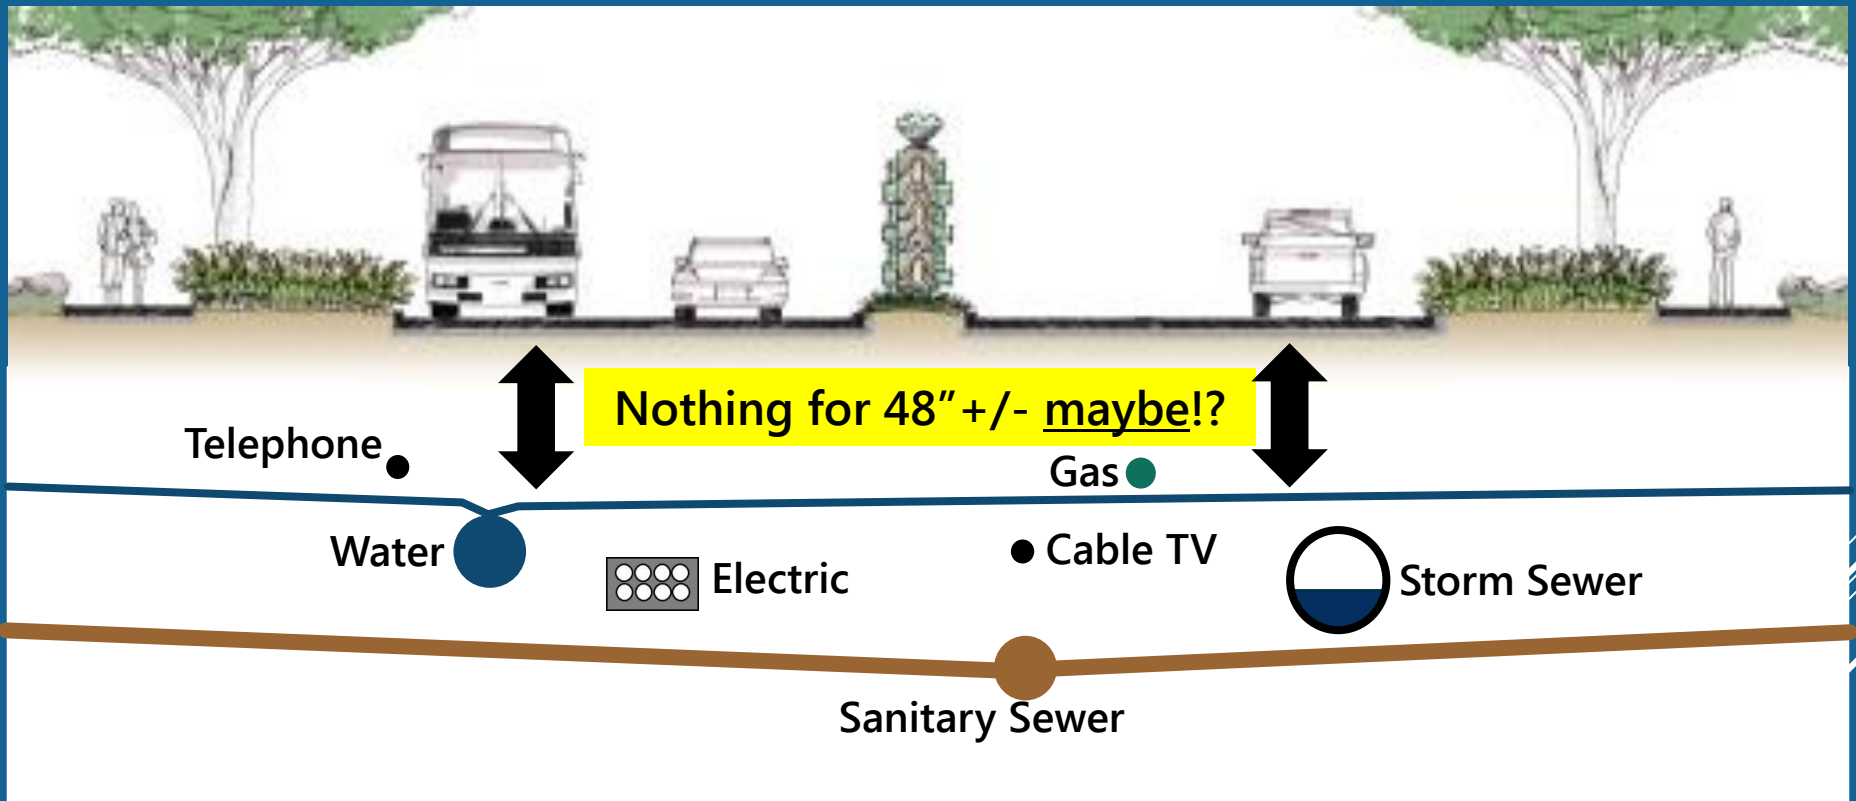 Nothing for 48”+/- maybe!?
Telephone
Gas
Water
Cable TV
Electric
Storm Sewer
Sanitary Sewer